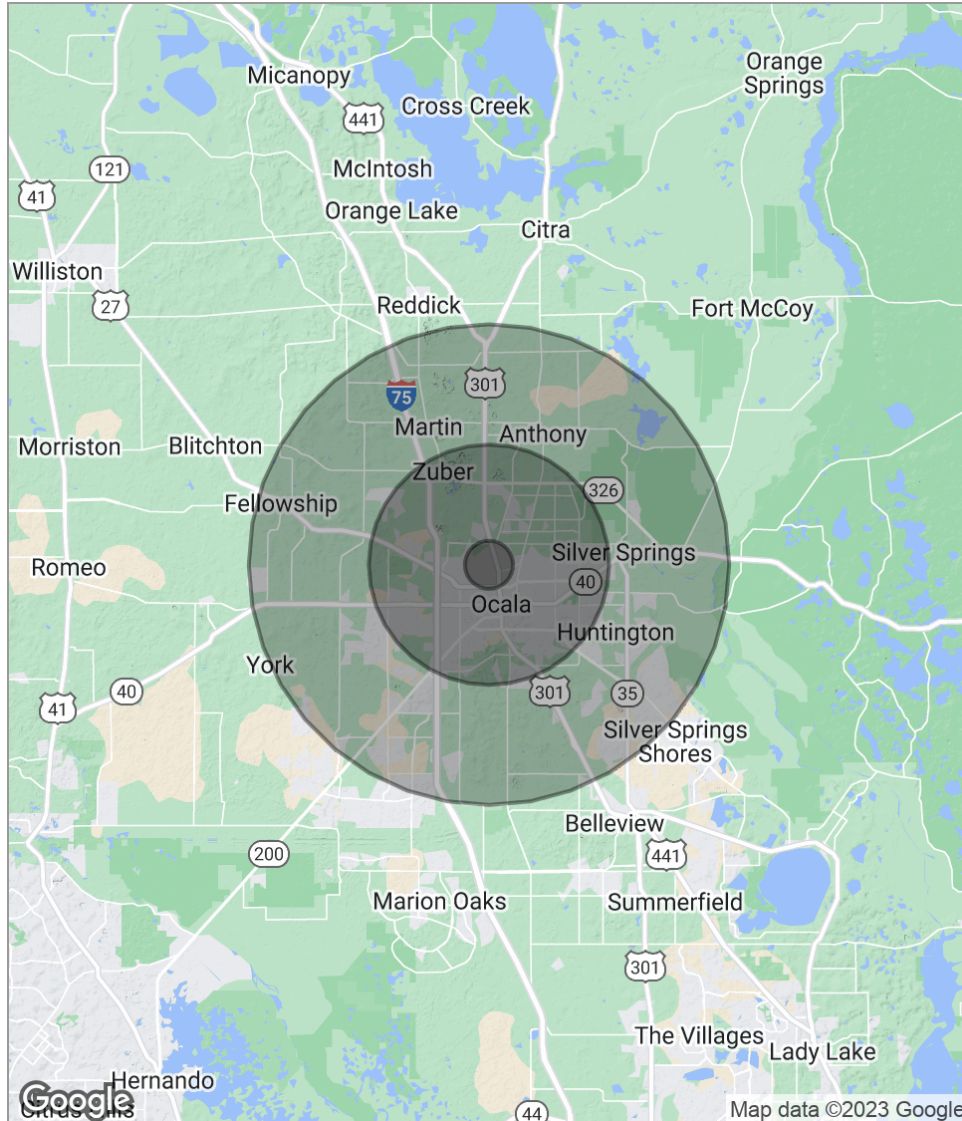 Orange
Springs
Micanopy
Cross Creek
441
McIntosh
121
41
Orange Lake
Citra
Williston
27
Reddick
Fort McCoy
301
75
Martin
Anthony
Morriston
Blitchton
Zuber
326
Fellowship
Silver Springs
Romeo
40
Ocala
Huntington
York
40
301
35
41
Silver Springs
Shores
Belleview
200
441
Marion Oaks
Summerfield
301
The Villages
Lady Lake
Hernando
Google
44
Map data ©2023 Google